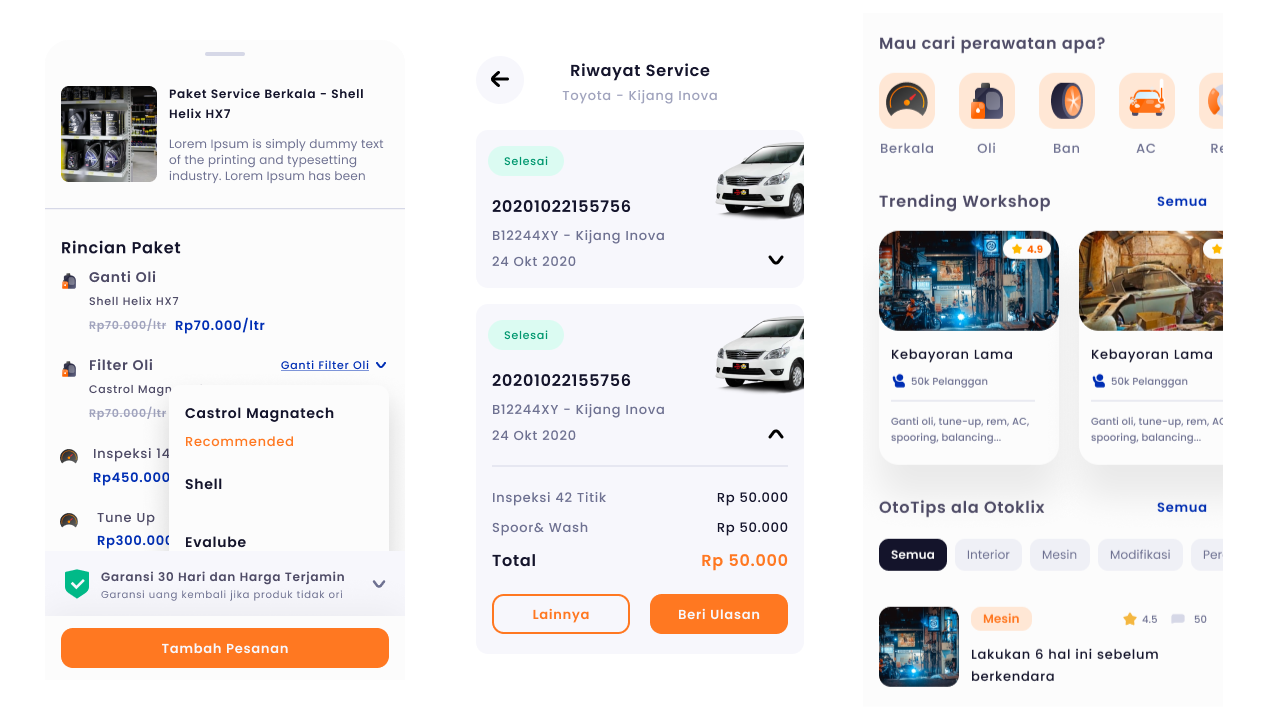 Paket Service Berkala - Shell
Helix HX7
Lorem Ipsum is simply dummy text
of the printing and typesetting
industry. Lorem Ipsum has been
Rincian Paket
Ganti Oli
Shell Helix HX7
Rp70.000/ltr Rp70.000/ltr
Filter Oli
Ganti Filter Oli
Castrol Magn
Rp70.000/ltr
Castrol Magnatech
Recommended
Inspeksi 14
Rp450.000
Shell
Tune Up
Rp300.000
Evalube
Garansi 30 Hari dan Harga Terjamin
Garansi uang kembali jika produk tidak ori
Tambah Pesanan
Riwayat Service
Toyota - Kijang Inova
Selesai
20201022155756
B12244XY - Kijang Inova
24 Okt 2020
Selesai
20201022155756
B12244XY - Kijang Inova
24 Okt 2020
Inspeksi 42 Titik Rp 50.000
Spoor& Wash Rp 50.000
Total Rp 50.000
Lainnya Beri Ulasan
Mau cari perawatan apa?
Berkala Oli Ban AC Re
Trending Workshop Semua
4.9
Kebayoran Lama
50k Pelanggan
Ganti oli, tune-up, rem, AC,
spooring, balancing...
Kebayoran Lama
50k Pelanggan
Ganti oli, tune-up, rem, AC,
spooring, balancing...
OtoTips ala Otoklix Semua
Semua Interior Mesin Modifikasi Per
Mesin 4.5 50
Lakukan 6 hal ini sebelum
berkendara